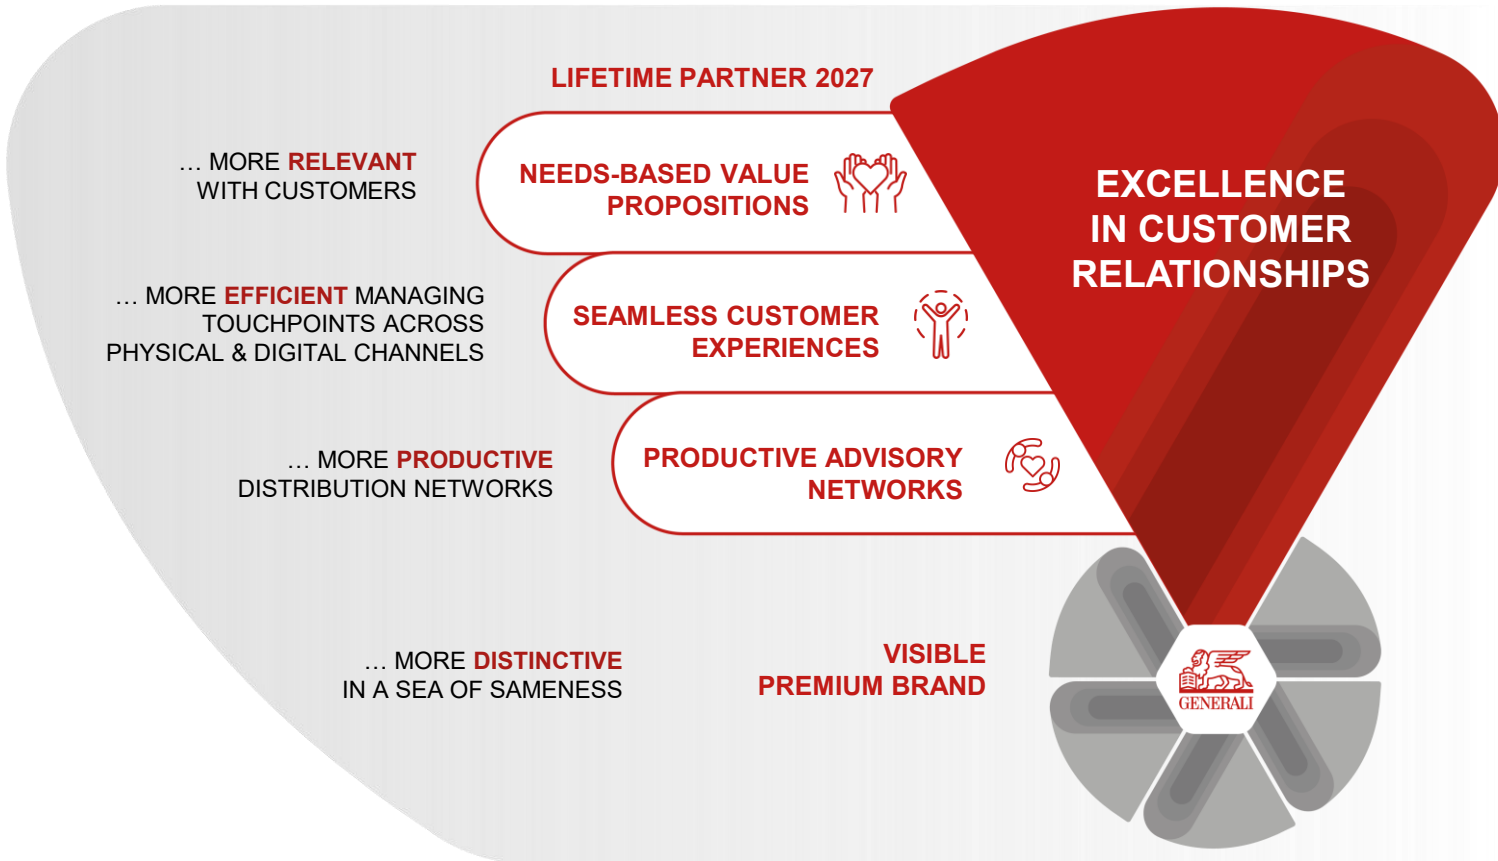 LIFETIME PARTNER 2027
… MORE RELEVANT
WITH CUSTOMERS
NEEDS-BASED VALUE
PROPOSITIONS
EXCELLENCE
IN CUSTOMER
RELATIONSHIPS
… MORE EFFICIENT MANAGING
TOUCHPOINTS ACROSS
PHYSICAL & DIGITAL CHANNELS
SEAMLESS CUSTOMER
EXPERIENCES
… MORE PRODUCTIVE
DISTRIBUTION NETWORKS
PRODUCTIVE ADVISORY
NETWORKS
… MORE DISTINCTIVE
IN A SEA OF SAMENESS
VISIBLE
PREMIUM BRAND
GENERALI